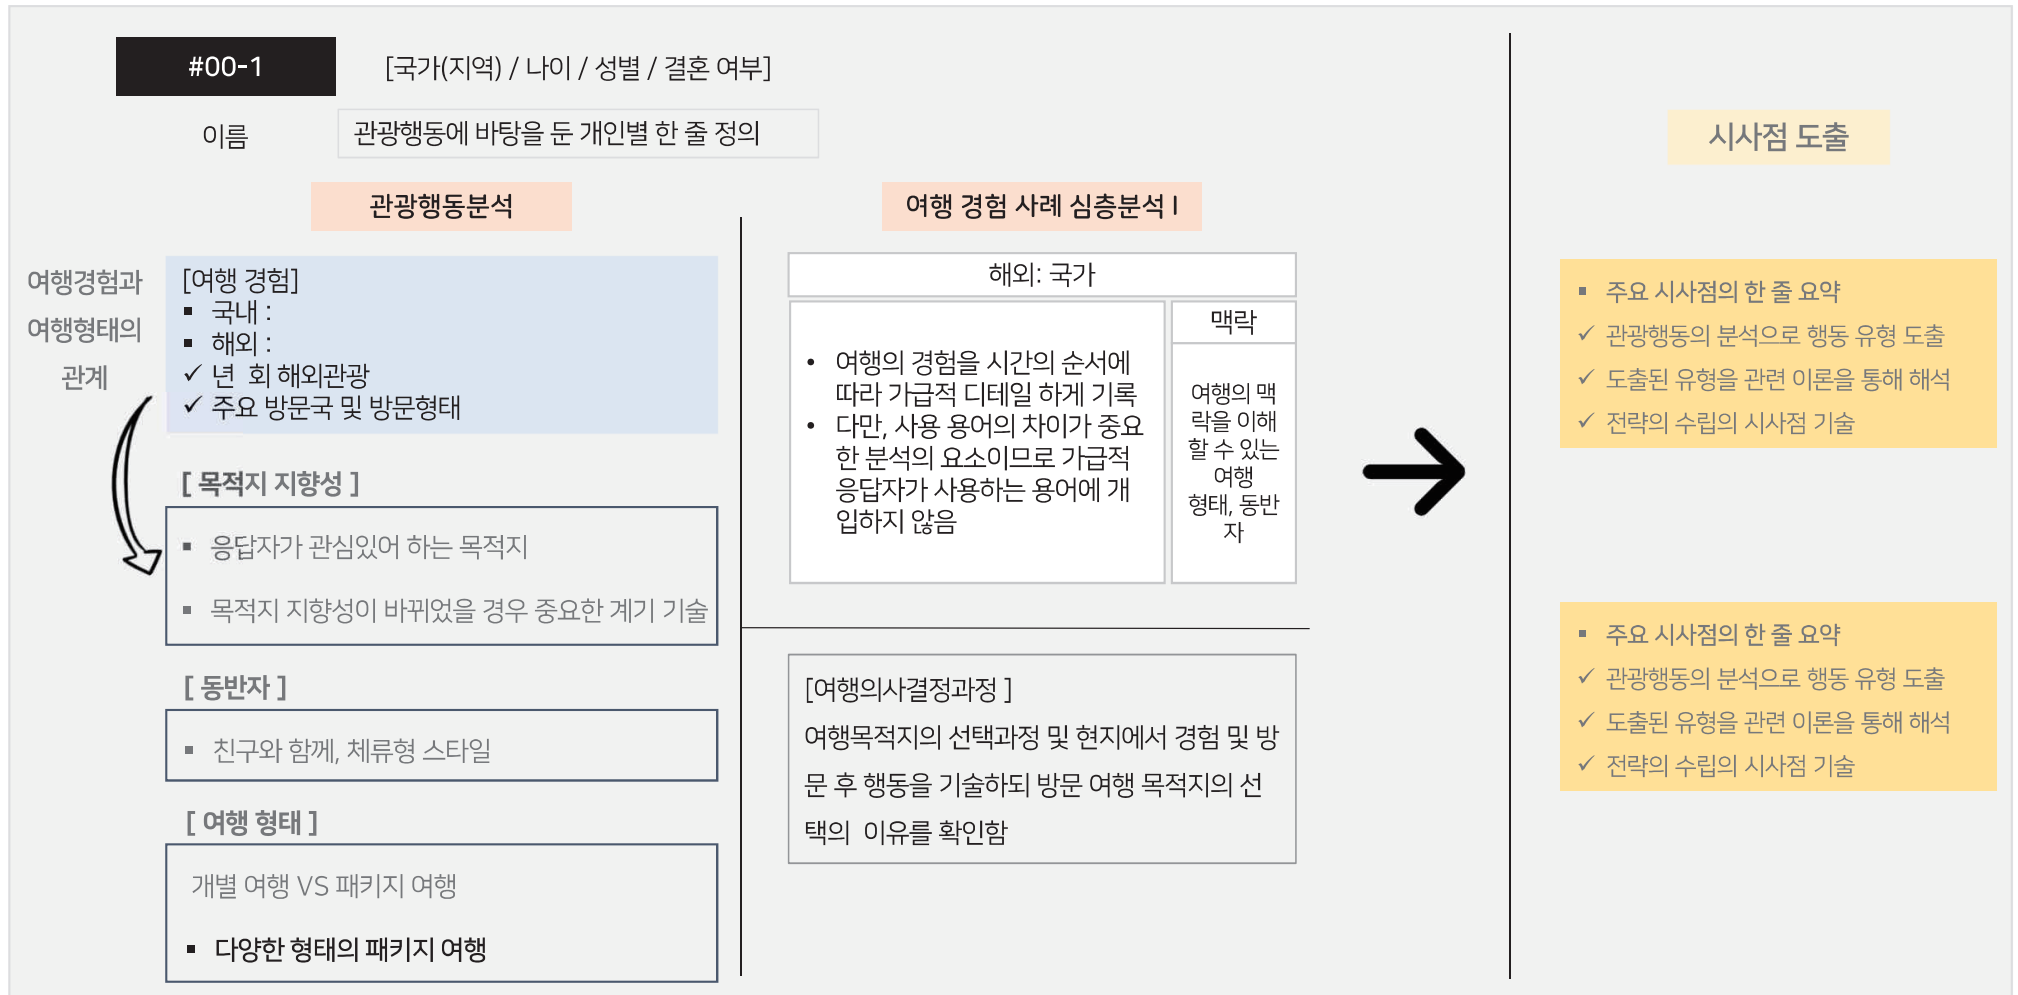 #00-1
[국가(지역) / 나이 / 성별 / 결혼 여부]
이름
관광행동에 바탕을 둔 개인별 한 줄 정의
관광행동분석
여행경험과
여행형태의
관계
[여행 경험]
▪ 국내 :
▪ 해외 :
✓ 년 회 해외관광
✓ 주요 방문국 및 방문형태
[ 목적지 지향성 ]
▪ 응답자가 관심있어 하는 목적지
▪ 목적지 지향성이 바뀌었을 경우 중요한 계기 기술
[ 동반자 ]
▪ 친구와 함께, 체류형 스타일
[ 여행 형태 ]
개별 여행 VS 패키지 여행
▪ 다양한 형태의 패키지 여행
여행 경험 사례 심층분석 I
해외: 국가
• 여행의 경험을 시간의 순서에
따라 가급적 디테일 하게 기록
• 다만, 사용 용어의 차이가 중요
한 분석의 요소이므로 가급적
응답자가 사용하는 용어에 개
입하지 않음
맥락
여행의 맥
락을 이해
할 수 있는
여행
형태, 동반
자
[여행의사결정과정 ]
여행목적지의 선택과정 및 현지에서 경험 및 방
문 후 행동을 기술하되 방문 여행 목적지의 선
택의 이유를 확인함
시사점 도출
▪ 주요 시사점의 한 줄 요약
✓ 관광행동의 분석으로 행동 유형 도출
✓ 도출된 유형을 관련 이론을 통해 해석
✓ 전략의 수립의 시사점 기술
▪ 주요 시사점의 한 줄 요약
✓ 관광행동의 분석으로 행동 유형 도출
✓ 도출된 유형을 관련 이론을 통해 해석
✓ 전략의 수립의 시사점 기술